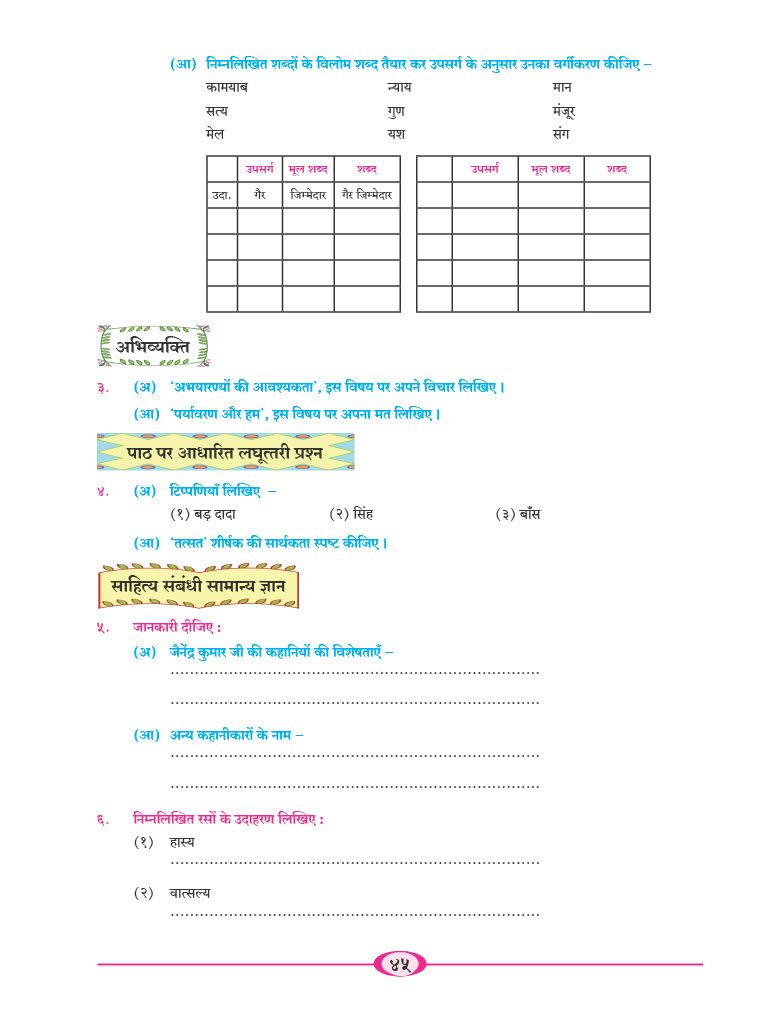 (आ) निम्नलिखित शब्दों के विलोम शब्द तैयार कर उपसर्ग के अनुसार उनका वर्गीकरण कीजिए –
कामयाब न्याय मान
सत्य गुण मंजूर
मेल यश संग
उपसर्ग मूल शब्द शब्द उपसर्ग मूल शब्द शब्द
उदा. गैर जिम्मेदार गैर जिम्मेदार
अभिव्यक्ति
३. (अ) ‘अभयारण्यों की आवश्यकता’, इस विषय पर अपने विचार लिखिए।
(आ) ‘पर्यावरण और हम’, इस विषय पर अपना मत लिखिए।
पाठ पर आधारित लघूत्तरी प्रश्न
४. (अ) टिप्पणियाँ लिखिए –
(१) बड़ दादा (२) सिंह (३) बाँस
(आ) ‘तत्सत’ शीर्षक की सार्थकता स्पष्ट कीजिए।
साहित्य संबंधी सामान्य ज्ञान
५. जानकारी दीजिए :
(अ) जैनेंद्र कुमार जी की कहानियों की विशेषताएँ –
(आ) अन्य कहानीकारों के नाम –
६. निम्नलिखित रसों के उदाहरण लिखिए :
(१) हास्य
(२) वात्सल्य
४५